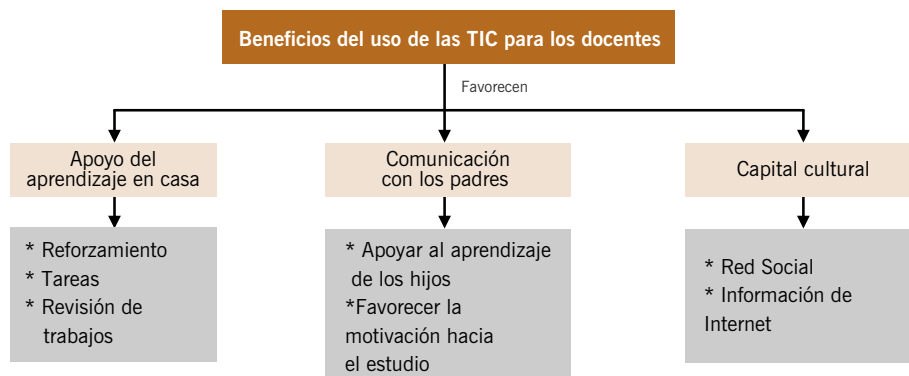 Beneficios del uso de las TIC para los docentes
Favorecen
Apoyo del
aprendizaje en casa
Comunicación
con los padres
Capital cultural
* Reforzamiento
* Tareas
* Revisión de
trabajos
* Apoyar al aprendizaje
de los hijos
*Favorecer la
motivación hacia
el estudio
* Red Social
* Información de
Internet